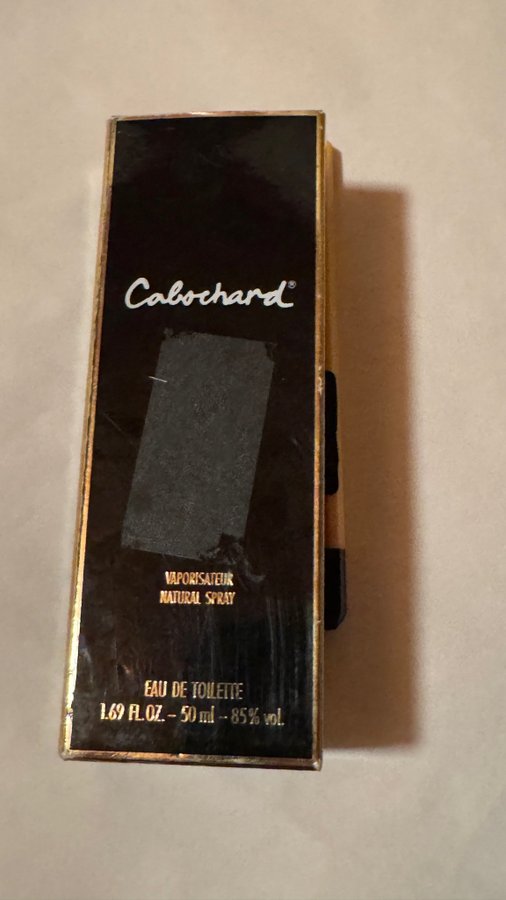 Cabochard®
VAPORISATEUR
NATURAL SPRAY
EAU DE TOILETTE
1.69 FL.OZ. - 50 ml - 85% vol.